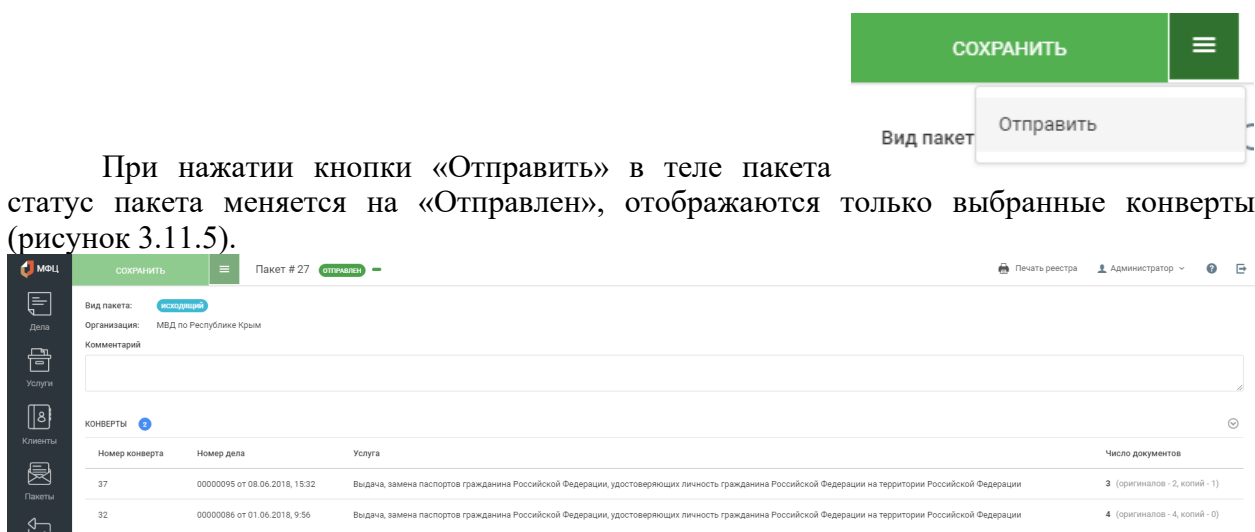 СОХРАНИТЬ
Отправить
Вид пакет
При нажатии кнопки «Отправить» в теле пакета
статус пакета меняется на «Отправлен», отображаются только выбранные конверты
(рисунок 3.11.5).
МФЦ СОХРАНИТЬ Пакет # 27 ОТПРАВЛЕН Печать реестра Администратор
Вид пакета: ИСХОДЯЩИЙ
Дела
Организация: МВД по Республике Крым
Комментарий
Услуги
КОНВЕРТЫ 2
Клиенты
Номер конверта Номер дела Услуга Число документов
37 00000095 от 08.06.2018, 15:32 Выдача, замена паспортов гражданина Российской Федерации, удостоверяющих личность гражданина Российской Федерации на территории Российской Федерации 3 (оригиналов - 2, копий - 1)
Пакеты
32 00000086 от 01.06.2018, 9:56 Выдача, замена паспортов гражданина Российской Федерации, удостоверяющих личность гражданина Российской Федерации на территории Российской Федерации 4 (оригиналов - 4, копий - 0)